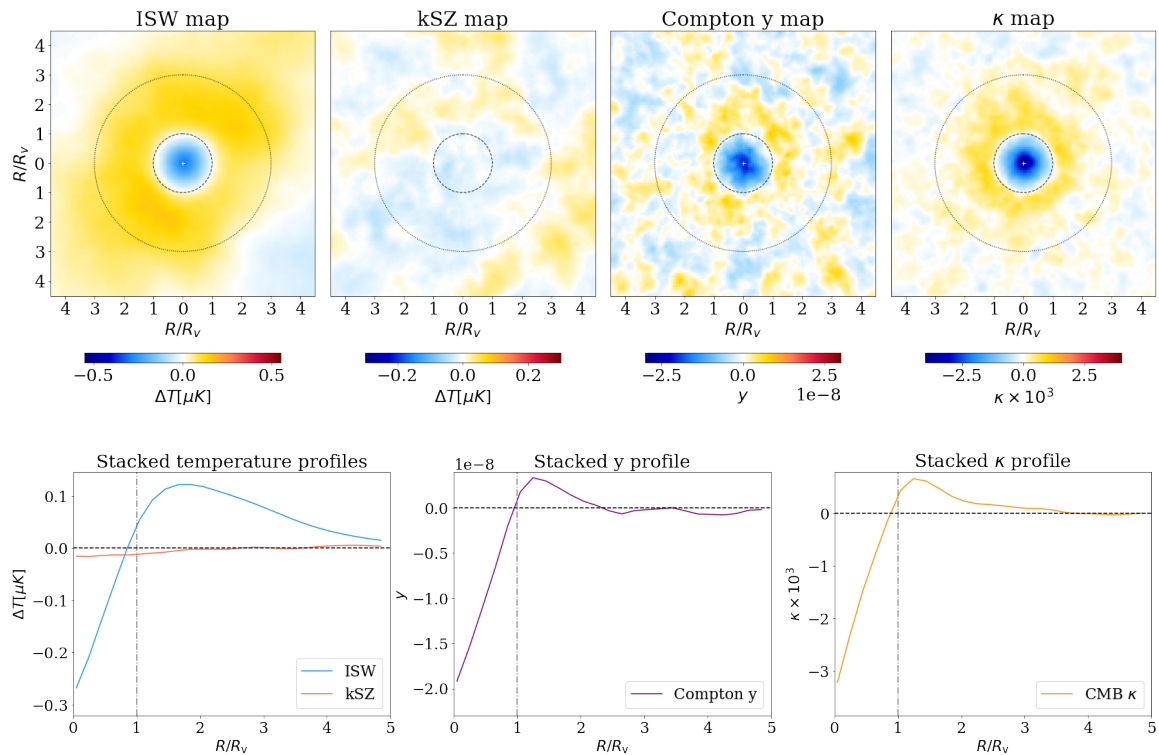 ISW map
kSZ map
Compton y map
κ map
R/R_v
4
3
2
1
0
1
2
3
4
4 3 2 1 0 1 2 3 4
4 3 2 1 0 1 2 3 4
4 3 2 1 0 1 2 3 4
4 3 2 1 0 1 2 3 4
R/R_v
R/R_v
R/R_v
R/R_v
−0.5 0.0 0.5
−0.2 0.0
−2.5 0.0 2.5
−2.5 0.0
1e−8
ΔT[μK]
ΔT[μK]
y
κ × 10³
Stacked temperature profiles
ΔT[μK]
0.1
0.0
−0.1
−0.2
−0.3
ISW
kSZ
0 1 2 3 4 5
R/R_v
1e−8
Stacked y profile
y
0.0
−0.5
−1.0
−1.5
−2.0
Compton y
0 1 2 3 4 5
R/R_v
Stacked κ profile
κ × 10³
0
−1
−2
−3
CMB κ
0 1 2 3 4 5
R/R_v